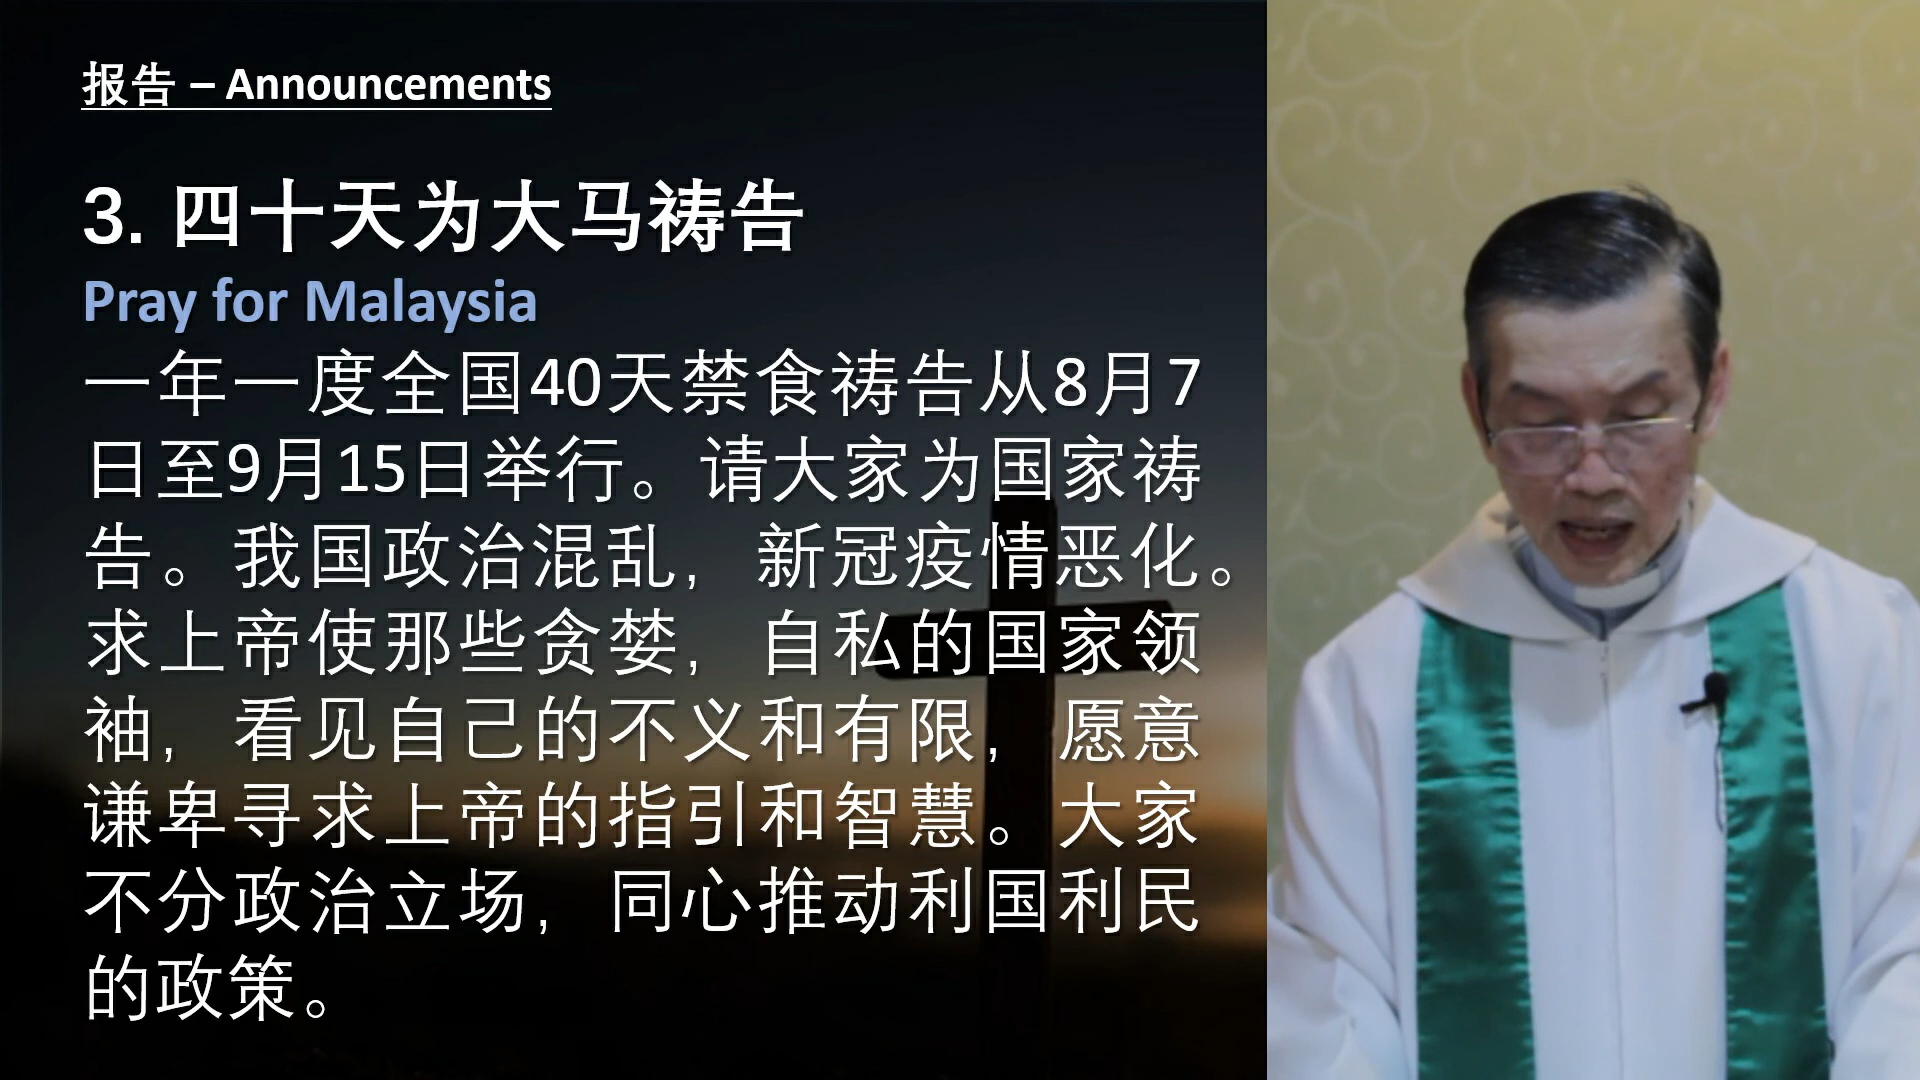 报告 – Announcements
3. 四十天为大马祷告
Pray for Malaysia
一年一度全国40天禁食祷告从8月7
日至9月15日举行。请大家为国家祷
告。我国政治混乱，新冠疫情恶化。
求上帝使那些贪婪，自私的国家领
袖，看见自己的不义和有限，愿意
谦卑寻求上帝的指引和智慧。大家
不分政治立场，同心推动利国利民
的政策。